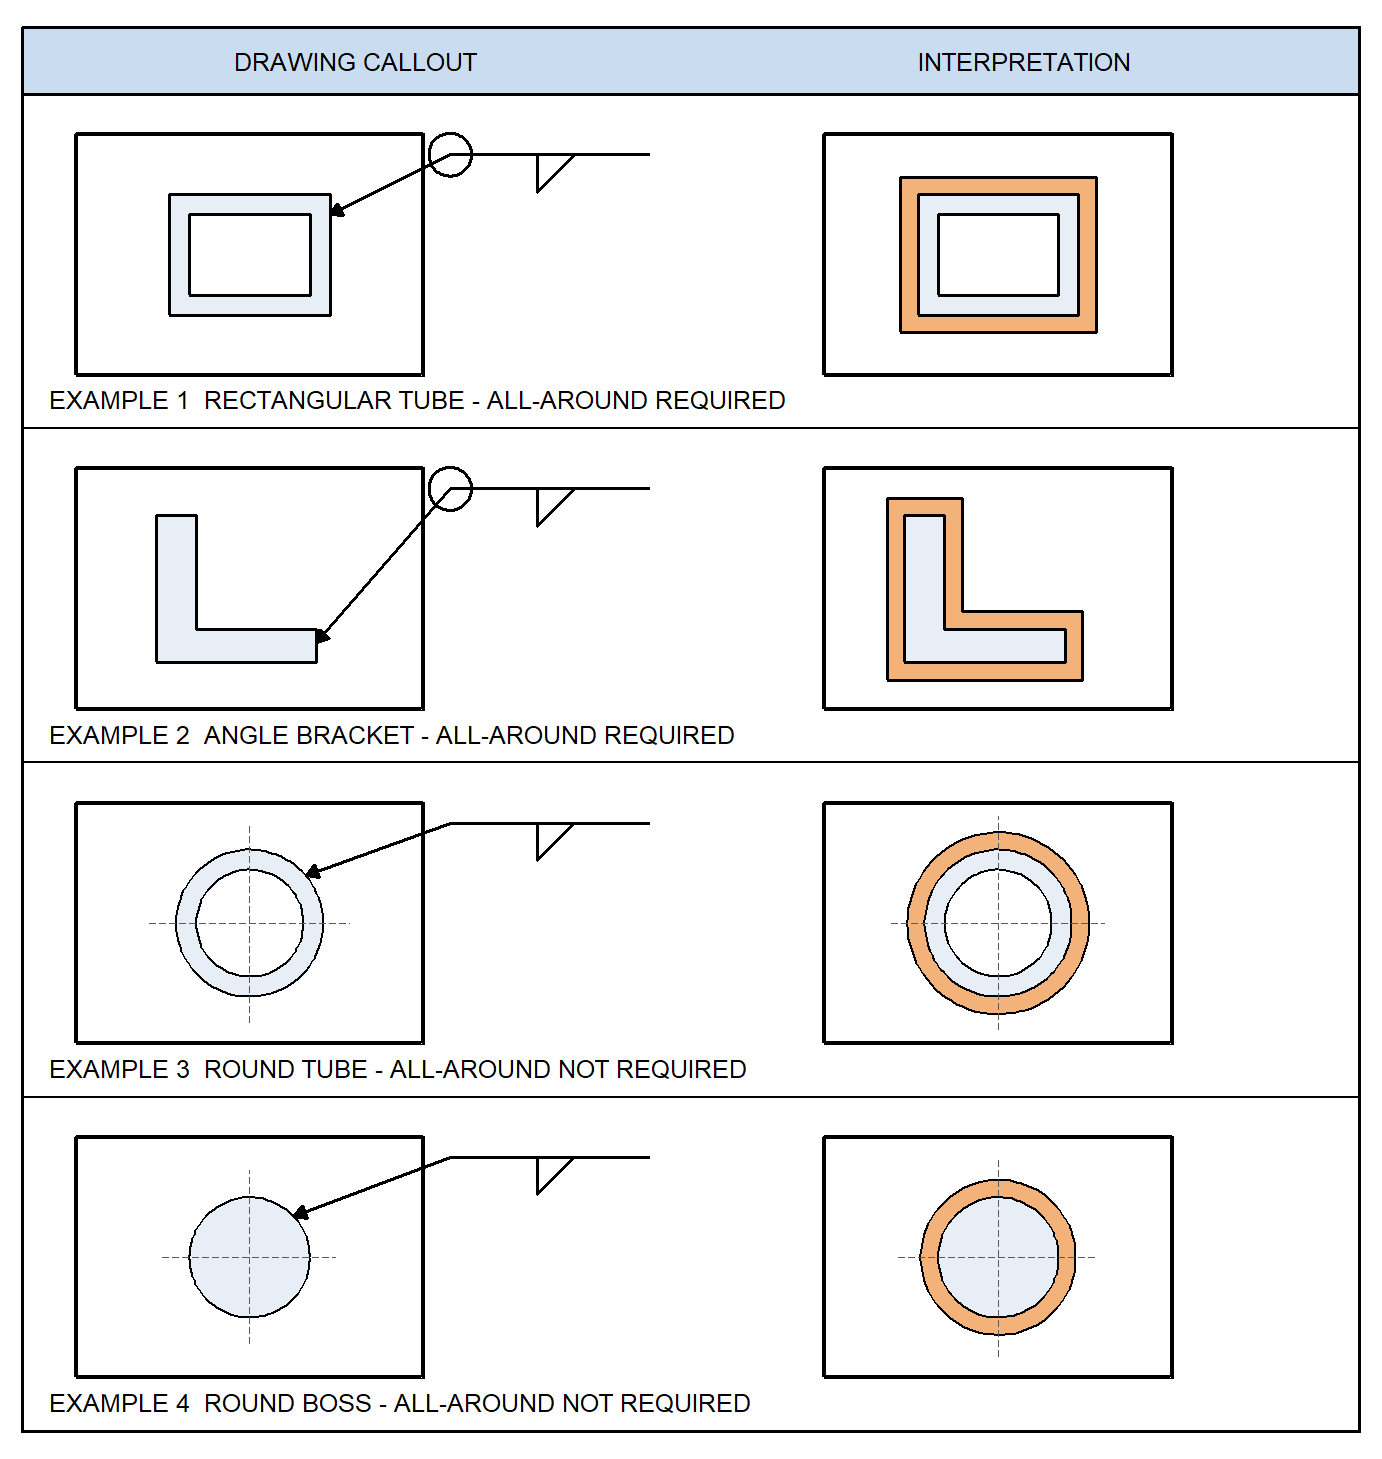 DRAWING CALLOUT
INTERPRETATION
EXAMPLE 1 RECTANGULAR TUBE - ALL-AROUND REQUIRED
EXAMPLE 2 ANGLE BRACKET - ALL-AROUND REQUIRED
EXAMPLE 3 ROUND TUBE - ALL-AROUND NOT REQUIRED
EXAMPLE 4 ROUND BOSS - ALL-AROUND NOT REQUIRED